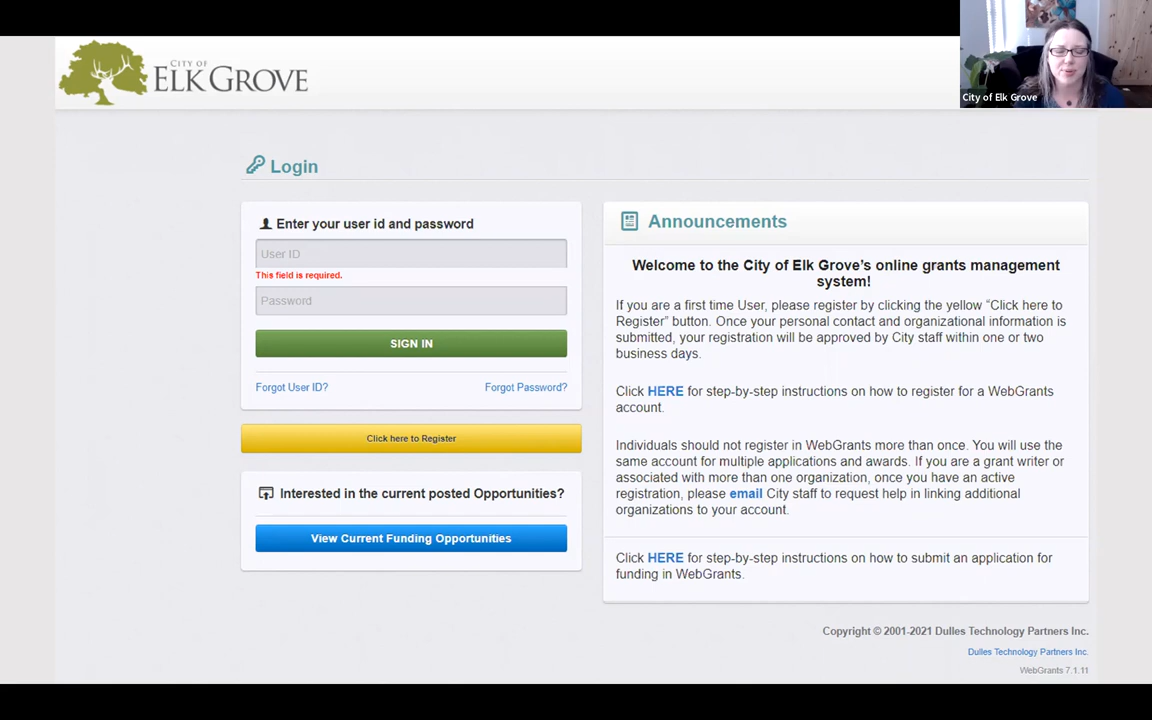 CITY OF
ELK GROVE
City of Elk Grove
Login
Enter your user id and password
User ID
This field is required.
Password
SIGN IN
Forgot User ID?
Forgot Password?
Click here to Register
Interested in the current posted Opportunities?
View Current Funding Opportunities
Announcements
Welcome to the City of Elk Grove’s online grants management
system!
If you are a first time User, please register by clicking the yellow “Click here to
Register” button. Once your personal contact and organizational information is
submitted, your registration will be approved by City staff within one or two
business days.
Click HERE for step-by-step instructions on how to register for a WebGrants
account.
Individuals should not register in WebGrants more than once. You will use the
same account for multiple applications and awards. If you are a grant writer or
associated with more than one organization, once you have an active
registration, please email City staff to request help in linking additional
organizations to your account.
Click HERE for step-by-step instructions on how to submit an application for
funding in WebGrants.
Copyright © 2001-2021 Dulles Technology Partners Inc.
Dulles Technology Partners Inc.
WebGrants 7.1.11